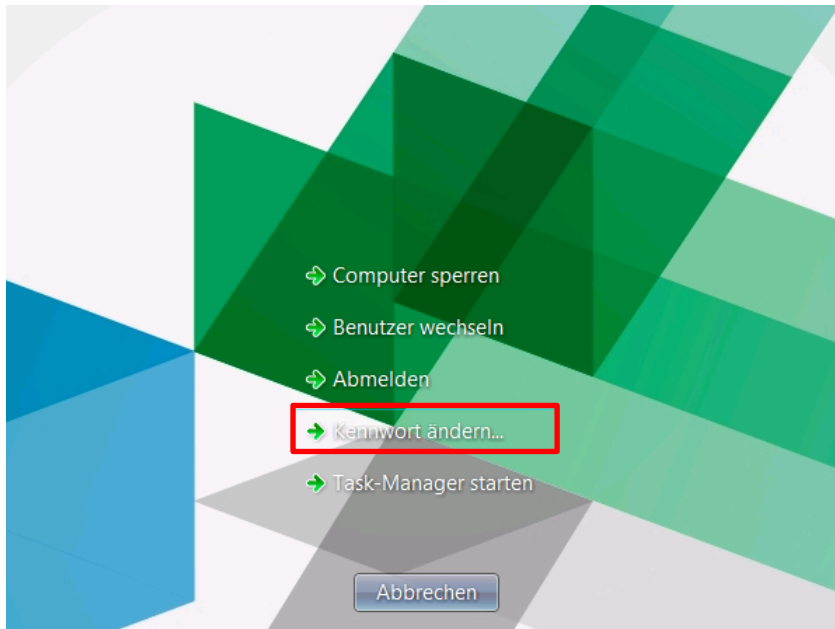 Computer sperren
Benutzer wechseln
Abmelden
Kennwort ändern...
Task-Manager starten
Abbrechen